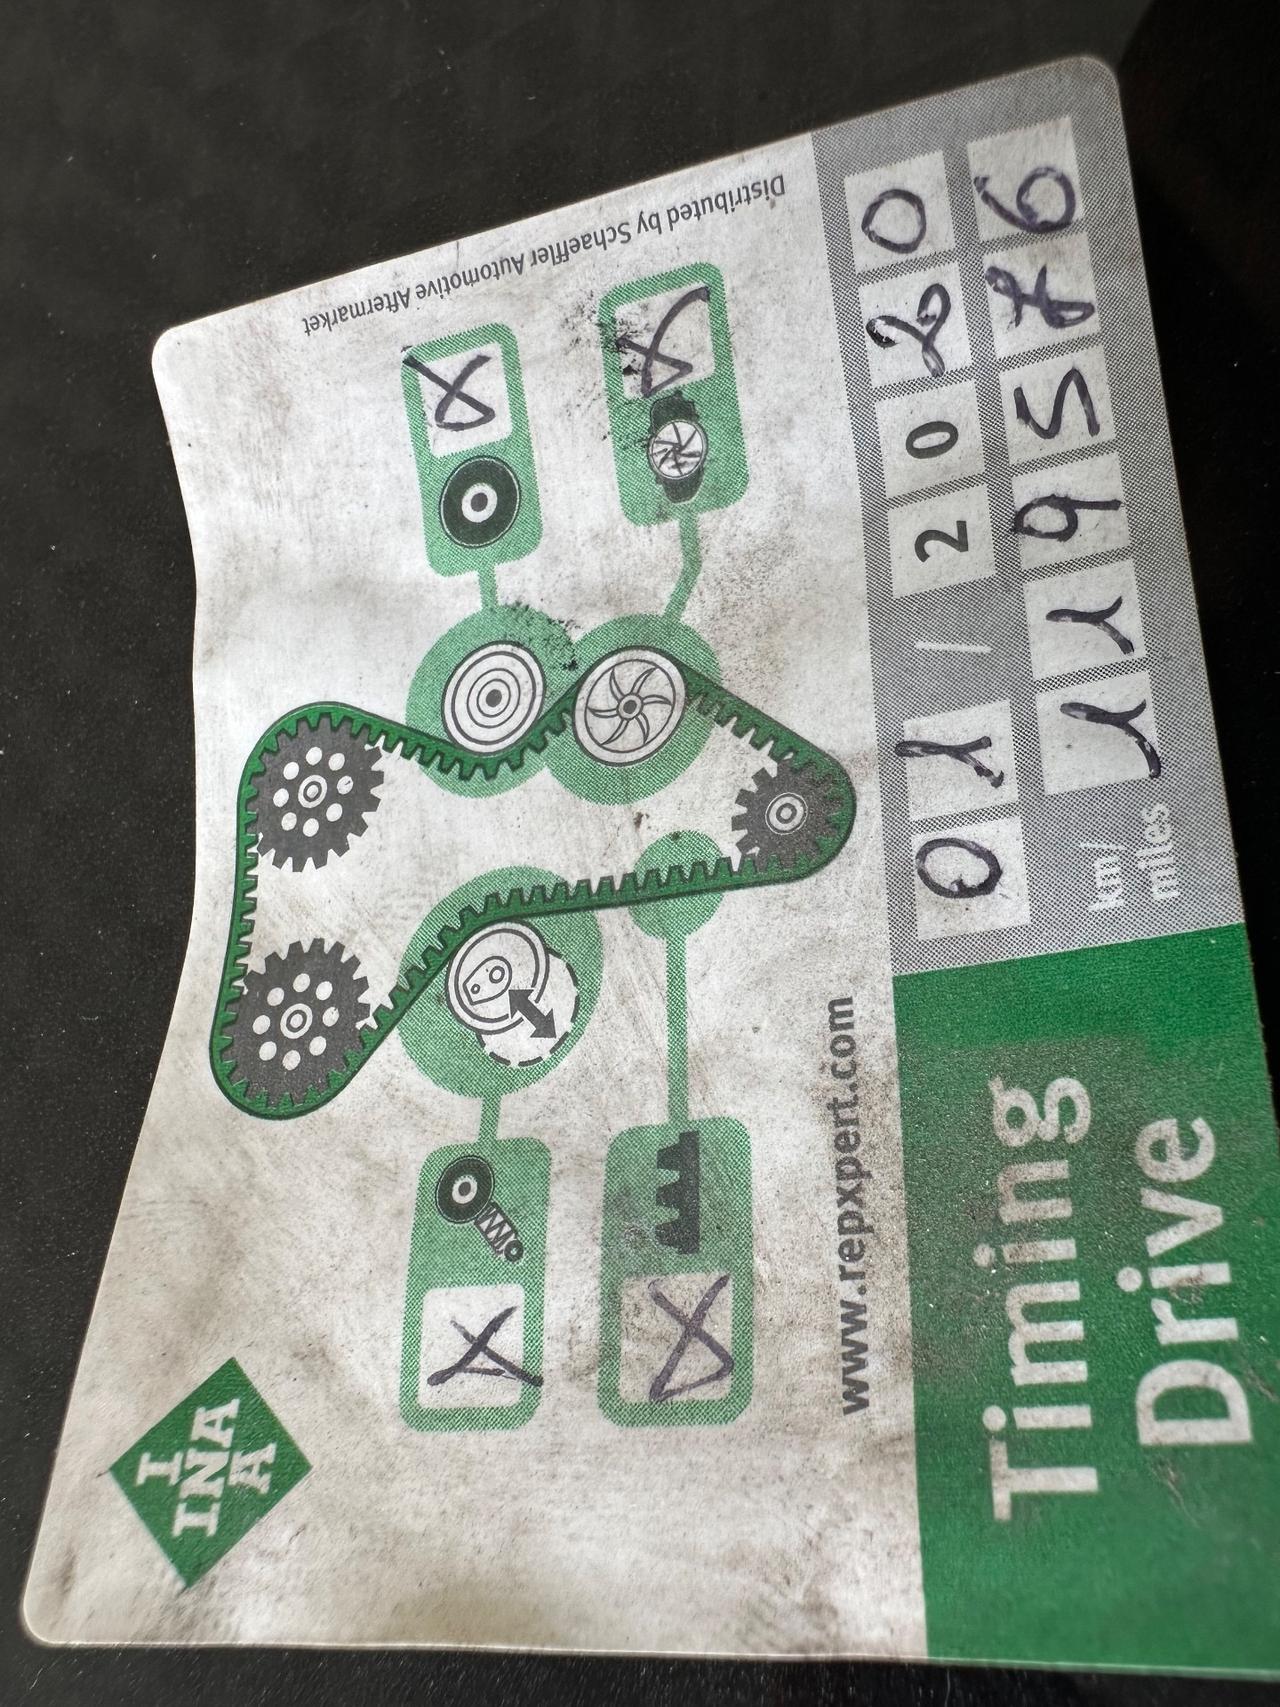 I
INA
A
Distributed by Schaeffler Automotive Aftermarket
www.repxpert.com
Timing
Drive
01 / 2020
km/
miles
119586